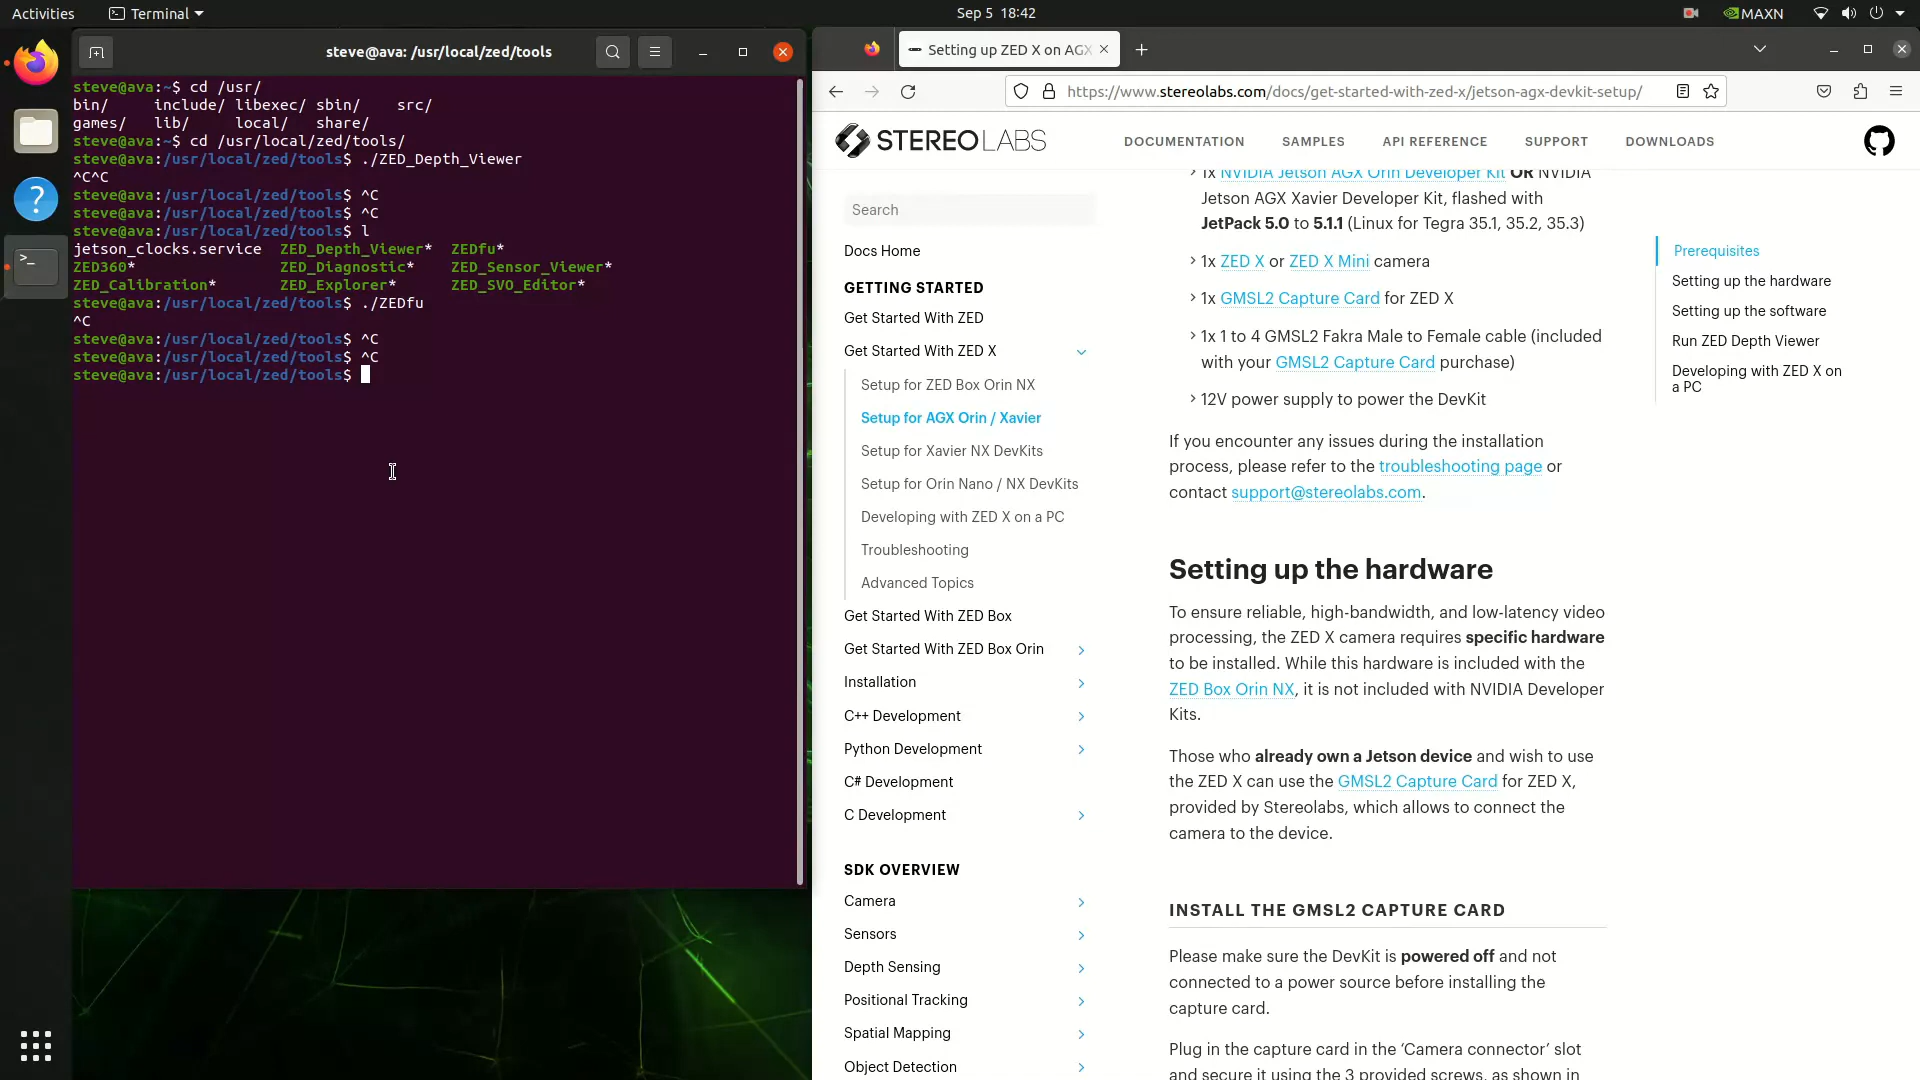 Activities
Terminal
Sep 5 18:42
MAXN
steve@ava: /usr/local/zed/tools
steve@ava:~$ cd /usr/
bin/     include/ libexec/ sbin/    src/
games/   lib/     local/   share/
steve@ava:~$ cd /usr/local/zed/tools/
steve@ava:/usr/local/zed/tools$ ./ZED_Depth_Viewer
^C^C
steve@ava:/usr/local/zed/tools$ ^C
steve@ava:/usr/local/zed/tools$ ^C
steve@ava:/usr/local/zed/tools$ l
jetson_clocks.service  ZED_Depth_Viewer*  ZEDfu*
ZED360*                ZED_Diagnostic*    ZED_Sensor_Viewer*
ZED_Calibration*       ZED_Explorer*      ZED_SVO_Editor*
steve@ava:/usr/local/zed/tools$ ./ZEDfu
^C
steve@ava:/usr/local/zed/tools$ ^C
steve@ava:/usr/local/zed/tools$ ^C
steve@ava:/usr/local/zed/tools$
Setting up ZED X on AGX
https://www.stereolabs.com/docs/get-started-with-zed-x/jetson-agx-devkit-setup/
STEREOLABS
DOCUMENTATION
SAMPLES
API REFERENCE
SUPPORT
DOWNLOADS
Search
Docs Home
GETTING STARTED
Get Started With ZED
Get Started With ZED X
Setup for ZED Box Orin NX
Setup for AGX Orin / Xavier
Setup for Xavier NX DevKits
Setup for Orin Nano / NX DevKits
Developing with ZED X on a PC
Troubleshooting
Advanced Topics
Get Started With ZED Box
Get Started With ZED Box Orin
Installation
C++ Development
Python Development
C# Development
C Development
SDK OVERVIEW
Camera
Sensors
Depth Sensing
Positional Tracking
Spatial Mapping
Object Detection
1x NVIDIA Jetson AGX Orin Developer Kit OR NVIDIA
Jetson AGX Xavier Developer Kit, flashed with
JetPack 5.0 to 5.1.1 (Linux for Tegra 35.1, 35.2, 35.3)
1x ZED X or ZED X Mini camera
1x GMSL2 Capture Card for ZED X
1x 1 to 4 GMSL2 Fakra Male to Female cable (included
with your GMSL2 Capture Card purchase)
12V power supply to power the DevKit
If you encounter any issues during the installation
process, please refer to the troubleshooting page or
contact support@stereolabs.com.
Setting up the hardware
To ensure reliable, high-bandwidth, and low-latency video
processing, the ZED X camera requires specific hardware
to be installed. While this hardware is included with the
ZED Box Orin NX, it is not included with NVIDIA Developer
Kits.
Those who already own a Jetson device and wish to use
the ZED X can use the GMSL2 Capture Card for ZED X,
provided by Stereolabs, which allows to connect the
camera to the device.
INSTALL THE GMSL2 CAPTURE CARD
Please make sure the DevKit is powered off and not
connected to a power source before installing the
capture card.
Plug in the capture card in the ‘Camera connector’ slot
and secure it using the 3 provided screws, as shown in
Prerequisites
Setting up the hardware
Setting up the software
Run ZED Depth Viewer
Developing with ZED X on
a PC